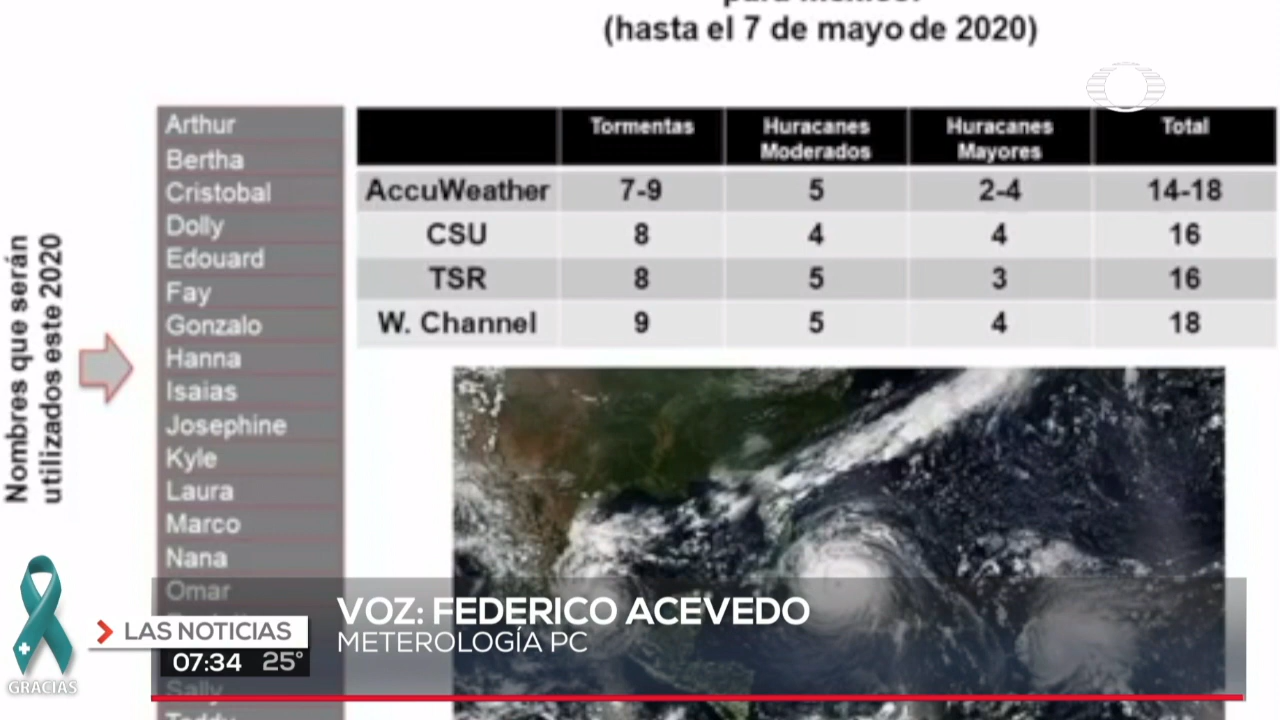 (hasta el 7 de mayo de 2020)
Nombres que serán
utilizados este 2020
Arthur
Bertha
Cristobal
Dolly
Edouard
Fay
Gonzalo
Hanna
Isaias
Josephine
Kyle
Laura
Marco
Nana
Omar
Sally
Teddy
Tormentas Huracanes Moderados Huracanes Mayores Total
AccuWeather 7-9 5 2-4 14-18
CSU 8 4 4 16
TSR 8 5 3 16
W. Channel 9 5 4 18
VOZ: FEDERICO ACEVEDO
METEROLOGÍA PC
LAS NOTICIAS
07:34 25°
GRACIAS